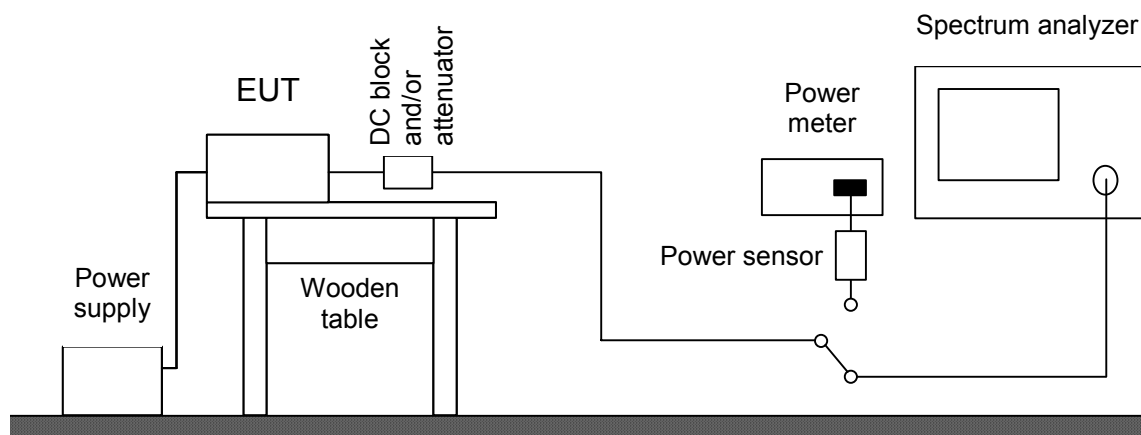 Spectrum analyzer
EUT
DC block
and/or
attenuator
Power
meter
Power sensor
Power
supply
Wooden
table